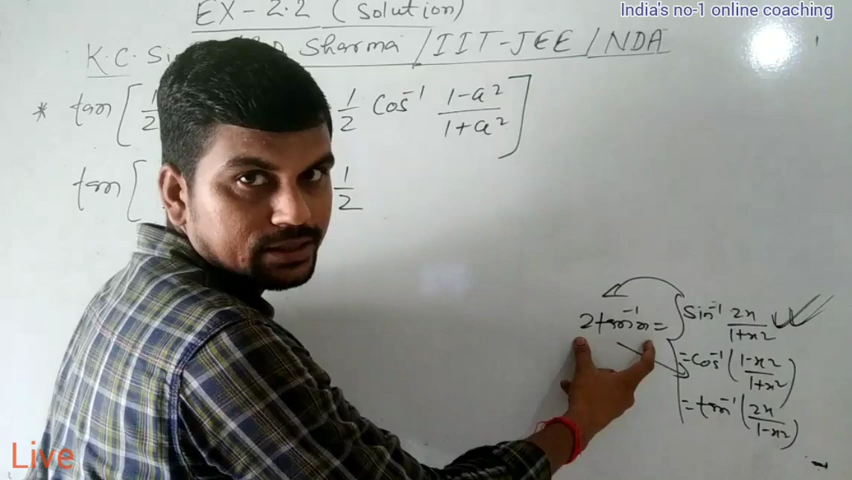 India's no-1 online coaching
EX-2.2 (Solution)
K.C. Sharma / IIT-JEE / NDA
* tan [ 1/2 1/2 Cos⁻¹ (1-a²)/(1+a²) ]
tan [ 1/2
2tan⁻¹x = { Sin⁻¹ 2x/(1+x²)
= Cos⁻¹ ( (1-x²)/(1+x²) )
= tan⁻¹ ( 2x/(1-x²) )
Live